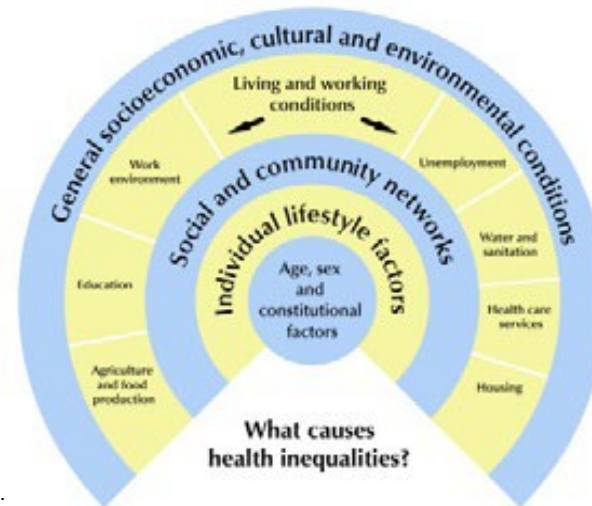 General socioeconomic, cultural and environmental conditions
Living and working
conditions
Work
environment
Unemployment
Social and community networks
Water and
sanitation
Individual lifestyle factors
Education
Age, sex
and
constitutional
factors
Health care
services
Agriculture
and food
production
Housing
What causes
health inequalities?
.